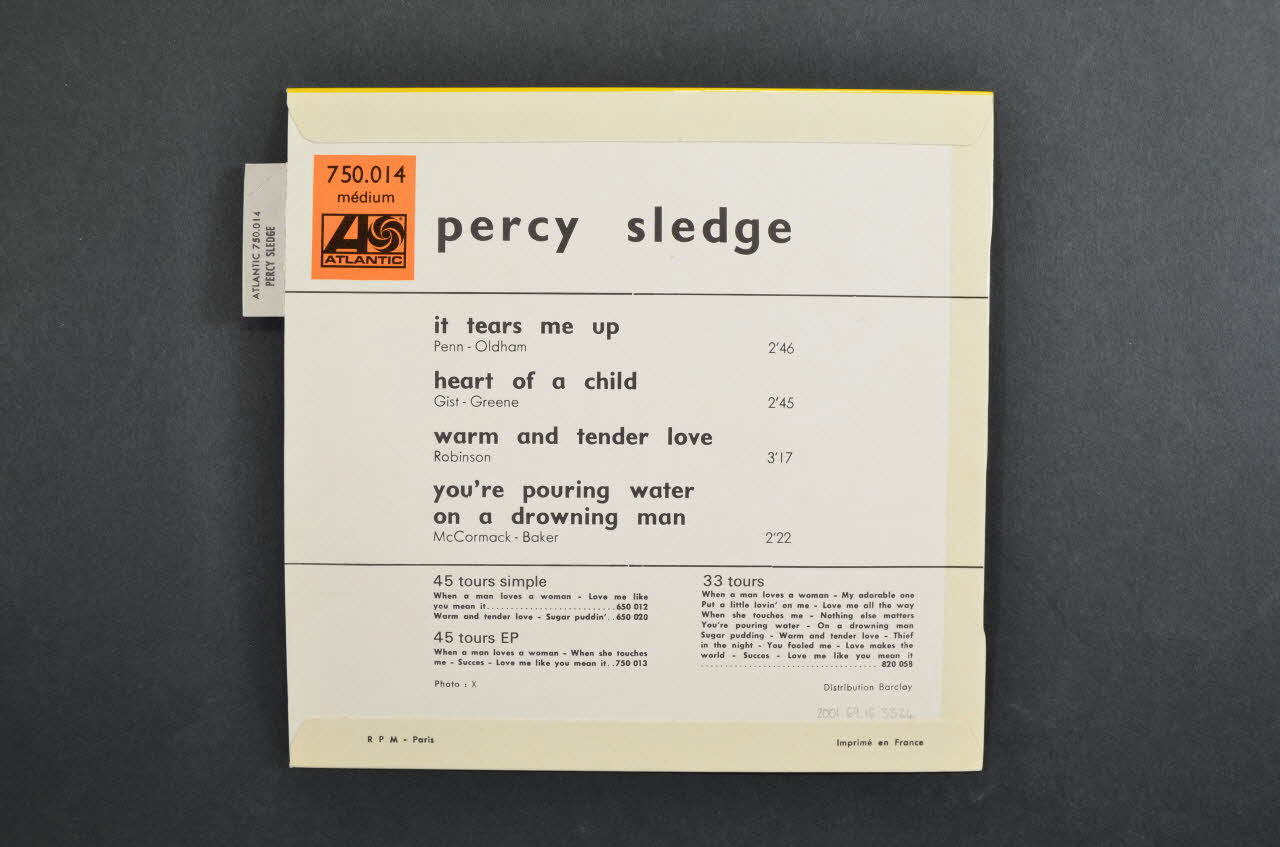 750.014
médium
ATLANTIC
ATLANTIC 750.014
PERCY SLEDGE
percy sledge
it tears me up
Penn - Oldham 2'46
heart of a child
Gist - Greene 2'45
warm and tender love
Robinson 3'17
you're pouring water
on a drowning man
McCormack - Baker 2'22
45 tours simple
When a man loves a woman - Love me like
you mean it...........................650 012
Warm and tender love - Sugar puddin'..650 020
45 tours EP
When a man loves a woman - When she touches
me - Succes - Love me like you mean it..750 013
Photo : X
33 tours
When a man loves a woman - My adorable one
Put a little lovin' on me - Love me all the way
When she touches me - Nothing else matters
You're pouring water - On a drowning man
Sugar pudding - Warm and tender love - Thief
in the night - You fooled me - Love makes the
world - Succes - Love me like you mean it
.................................... 820 058
Distribution Barclay
2001.69.16 3324
R P M - Paris
Imprimé en France